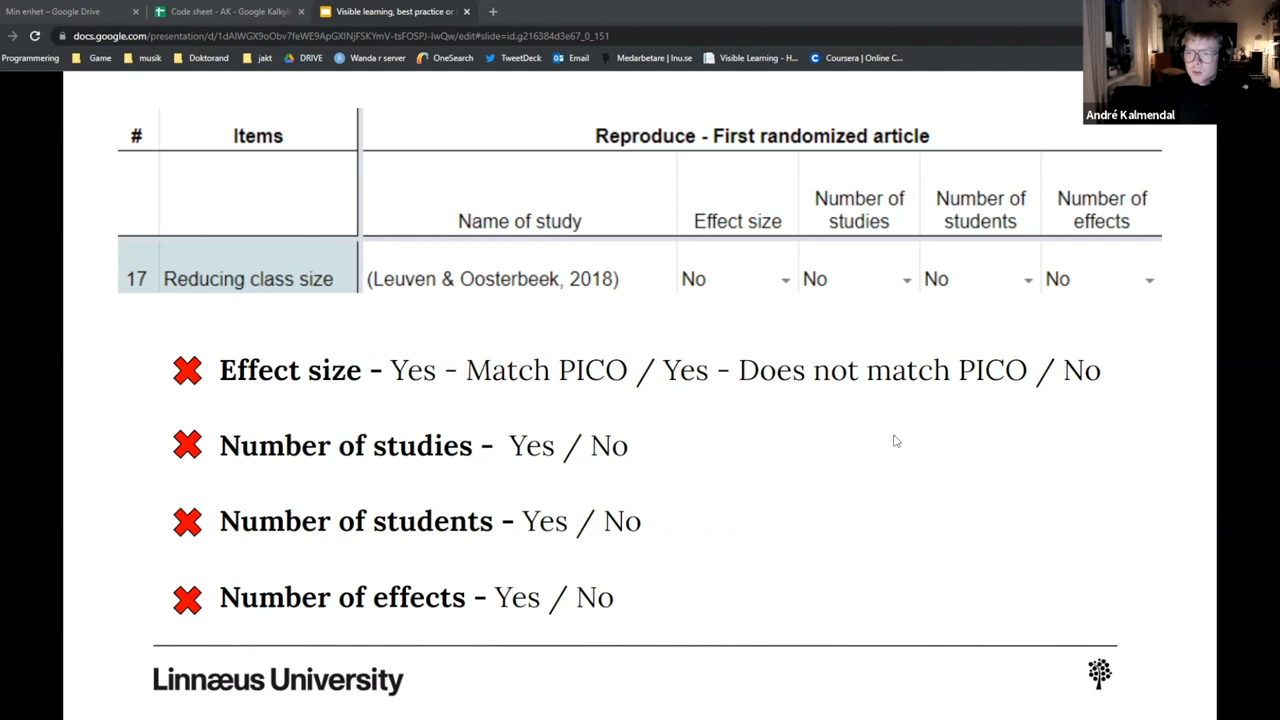 Min enhet – Google Drive
Code sheet - AK - Google Kalkyl
Visible learning, best practice or
docs.google.com/presentation/d/1dAlWGX9oObv7feWE9ApGXlNjF5KYmV-tsFOSPJ-IwQw/edit#slide=id.g216384d3e67_0_151
Programmering Game musik Doktorand jakt DRIVE Wanda r server OneSearch TweetDeck Email Medarbetare | lnu.se Visible Learning - H... Coursera | Online C...
André Kalmendal
# Items Reproduce - First randomized article
Name of study Effect size Number of studies Number of students Number of effects
17 Reducing class size (Leuven & Oosterbeek, 2018) No No No No
Effect size - Yes - Match PICO / Yes - Does not match PICO / No
Number of studies - Yes / No
Number of students - Yes / No
Number of effects - Yes / No
Linnæus University